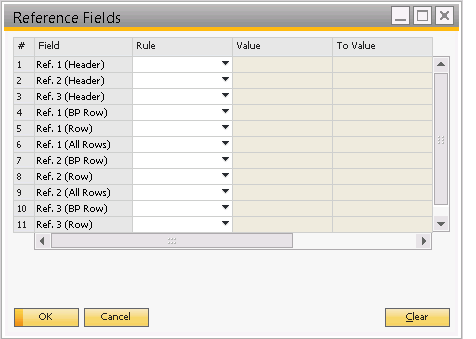 Reference Fields
# Field Rule Value To Value
1 Ref. 1 (Header)
2 Ref. 2 (Header)
3 Ref. 3 (Header)
4 Ref. 1 (BP Row)
5 Ref. 1 (Row)
6 Ref. 1 (All Rows)
7 Ref. 2 (BP Row)
8 Ref. 2 (Row)
9 Ref. 2 (All Rows)
10 Ref. 3 (BP Row)
11 Ref. 3 (Row)
OK Cancel Clear